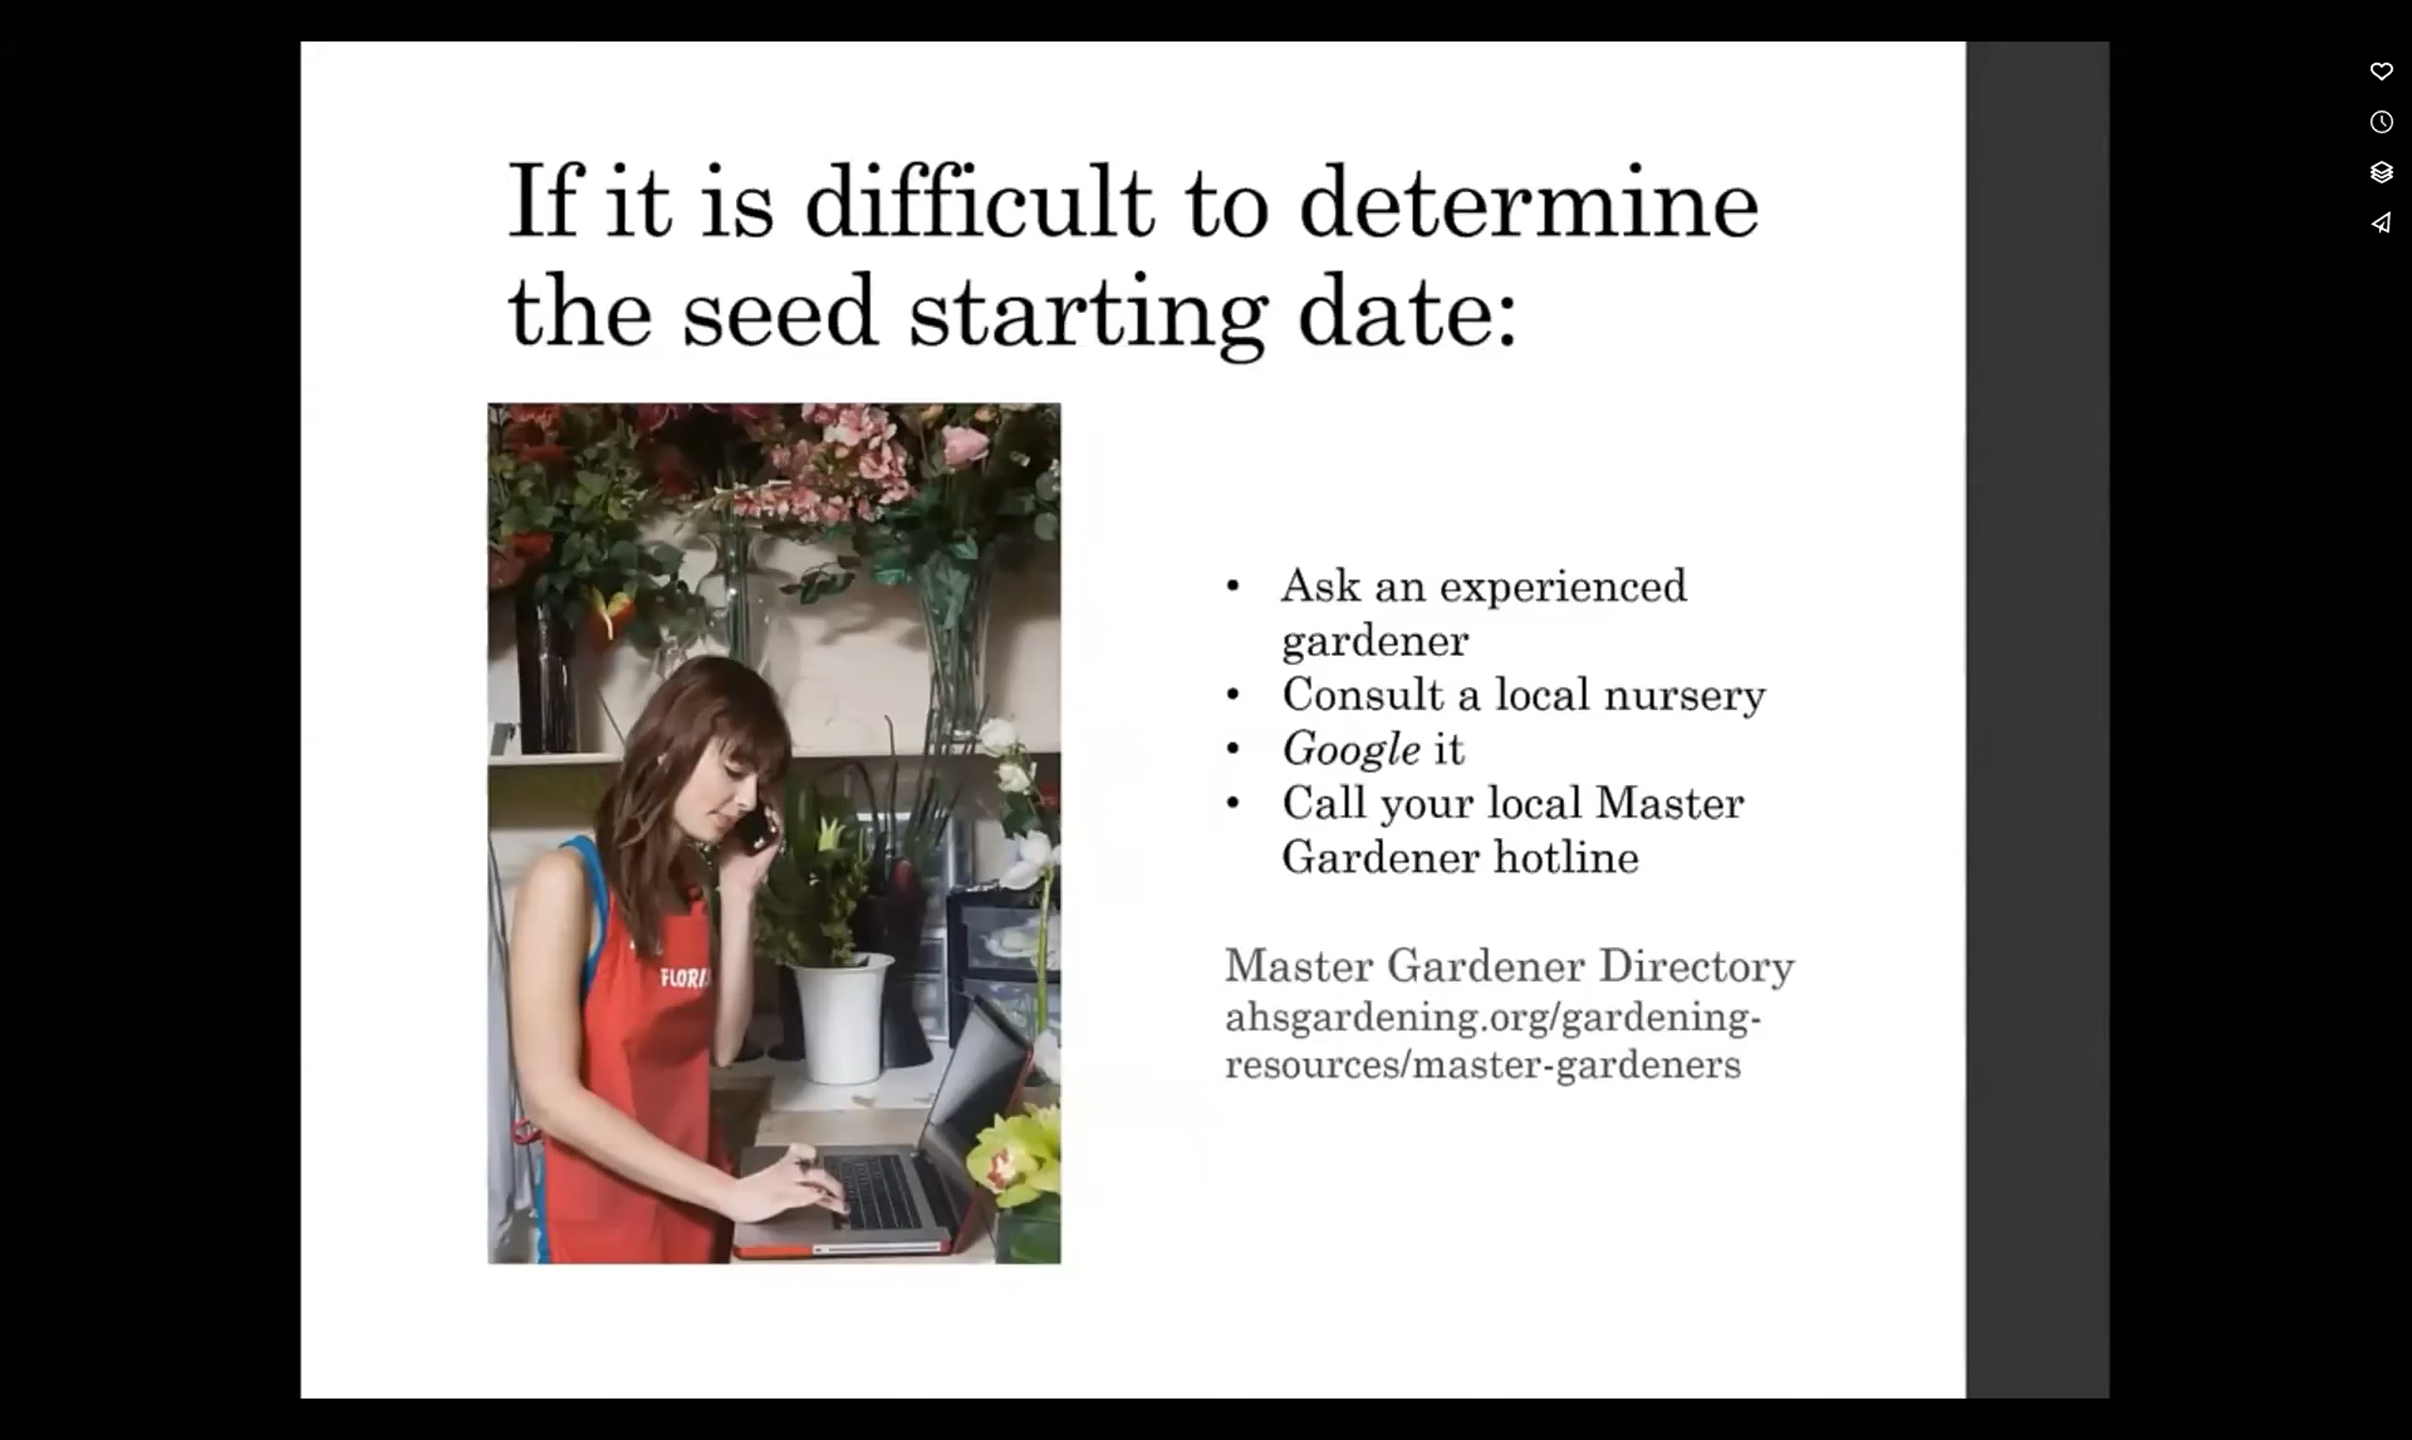 If it is difficult to determine
the seed starting date:
FLORI
• Ask an experienced
gardener
• Consult a local nursery
• Google it
• Call your local Master
Gardener hotline
Master Gardener Directory
ahsgardening.org/gardening-
resources/master-gardeners